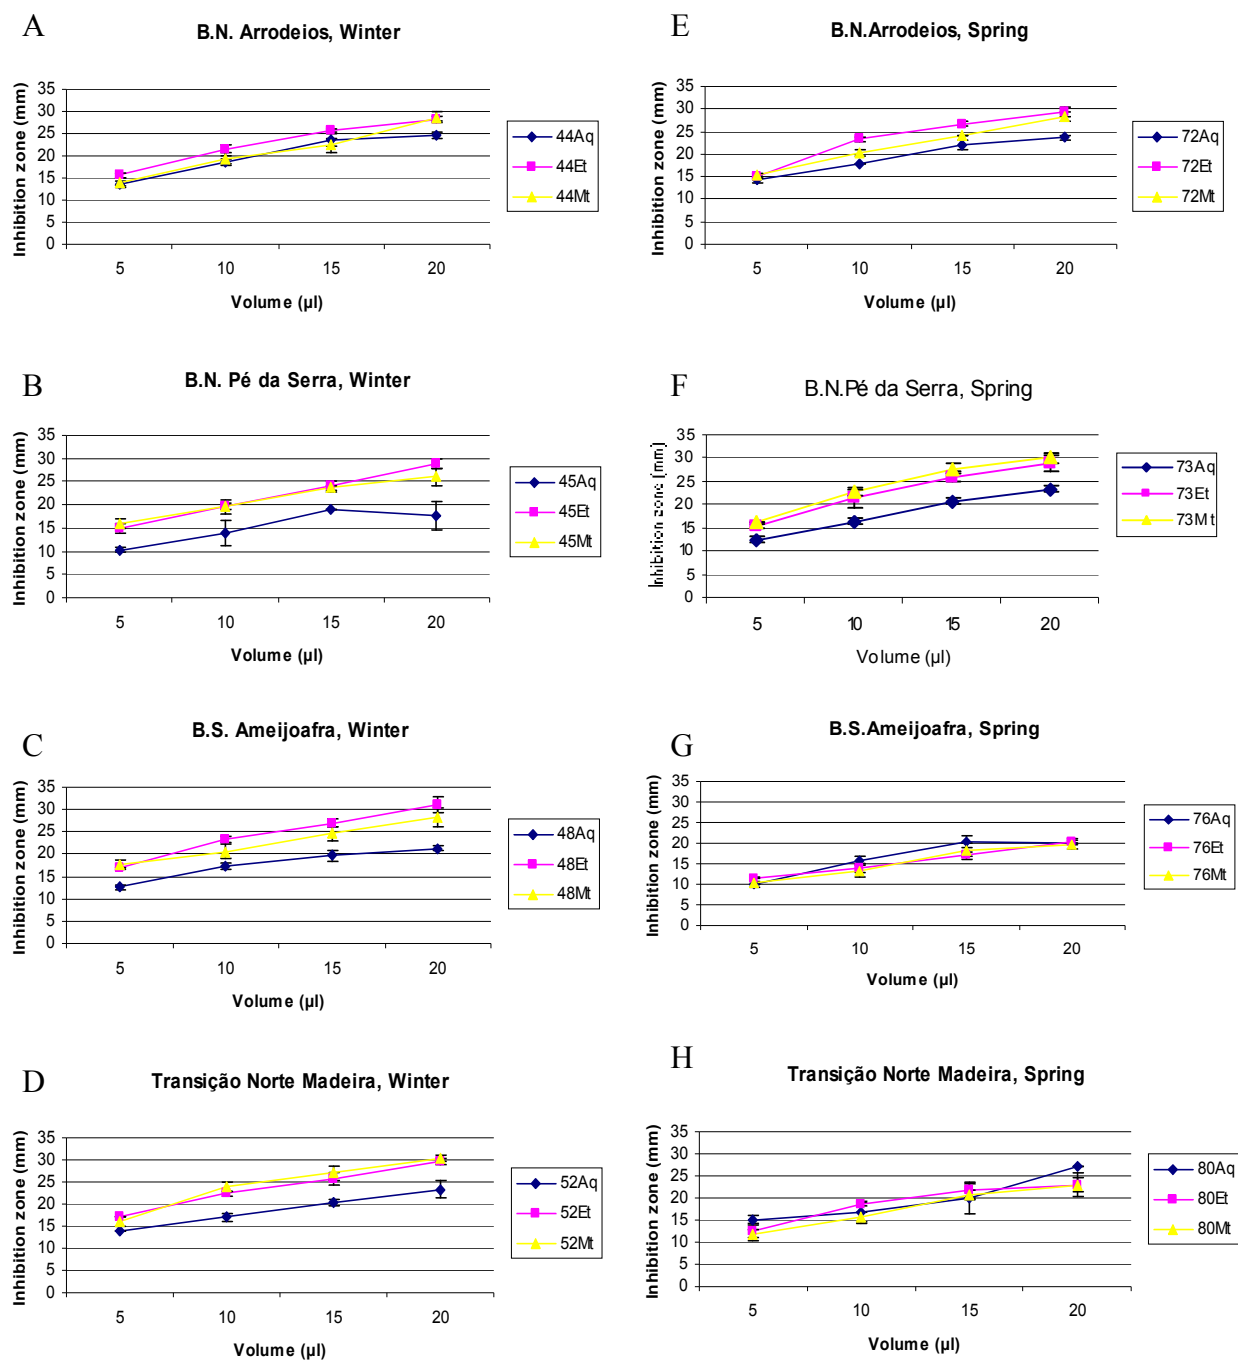 A
B.N. Arrodeios, Winter
Inhibition zone (mm)
35
30
25
20
15
10
5
0
5 10 15 20
Volume (µl)
44Aq
44Et
44Mt
E
B.N.Arrodeios, Spring
Inhibition zone (mm)
35
30
25
20
15
10
5
0
5 10 15 20
Volume (µl)
72Aq
72Et
72Mt
B
B.N. Pé da Serra, Winter
Inhibition zone (mm)
35
30
25
20
15
10
5
0
5 10 15 20
Volume (µl)
45Aq
45Et
45Mt
F
B.N.Pé da Serra, Spring
Inhibition zone (mm)
35
30
25
20
15
10
5
0
5 10 15 20
Volume (µl)
73Aq
73Et
73Mt
C
B.S. Ameijoafra, Winter
Inhibition zone (mm)
35
30
25
20
15
10
5
0
5 10 15 20
Volume (µl)
48Aq
48Et
48Mt
G
B.S.Ameijoafra, Spring
Inhibition zone (mm)
35
30
25
20
15
10
5
0
5 10 15 20
Volume (µl)
76Aq
76Et
76Mt
D
Transição Norte Madeira, Winter
Inhibition zone (mm)
35
30
25
20
15
10
5
0
5 10 15 20
Volume (µl)
52Aq
52Et
52Mt
H
Transição Norte Madeira, Spring
Inhibition zone (mm)
35
30
25
20
15
10
5
0
5 10 15 20
Volume (µl)
80Aq
80Et
80Mt